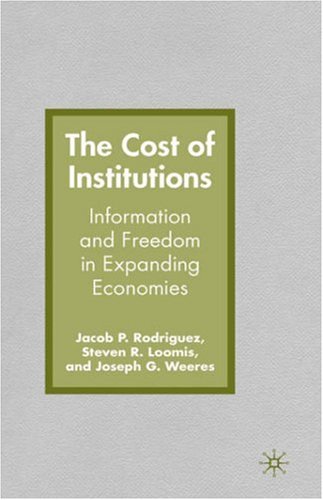 The Cost of
Institutions
Information
and Freedom
in Expanding
Economies
Jacob P. Rodriguez,
Steven R. Loomis,
and Joseph G. Weeres